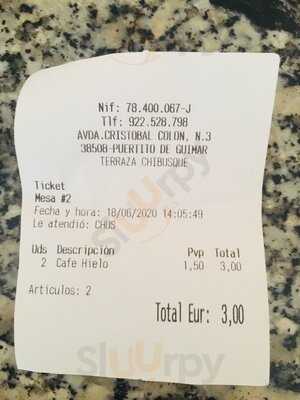 Nif: 78.400.067-J
Tlf: 922.528.798
AVDA.CRISTOBAL COLON, N.3
38508-PUERTITO DE GUIMAR
TERRAZA CHIBUSQUE
Ticket
Mesa #2
Fecha y hora: 18/06/2020 14:05:49
Le atendió: CHUS
Uds Descripción Pvp Total
2 Cafe Hielo 1,50 3,00
Articulos: 2
Total Eur: 3,00
Sluurpy
Sluurpy